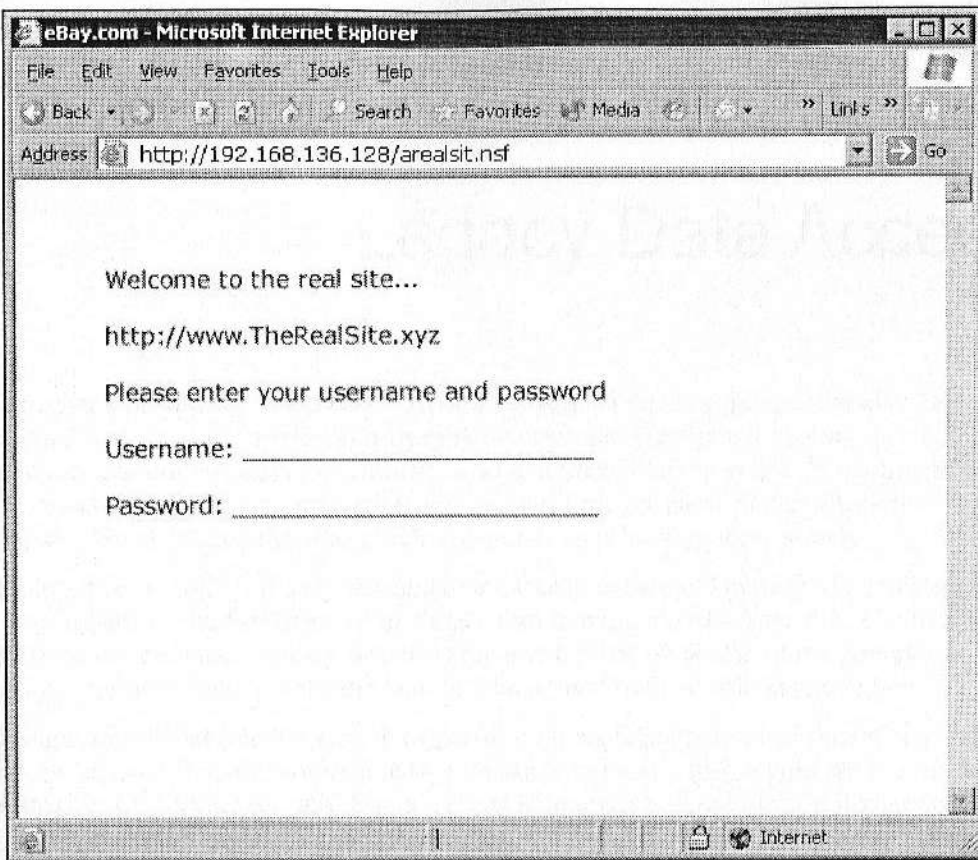 eBay.com - Microsoft Internet Explorer
File Edit View Favorites Tools Help
Back Search Favorites Media » Links »
Address http://192.168.136.128/arealsit.nsf Go
Welcome to the real site...
http://www.TheRealSite.xyz
Please enter your username and password
Username:
Password:
Internet